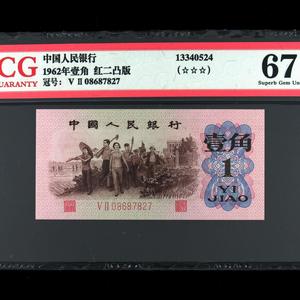 CG
GUARANTY
中国人民银行
1962年壹角 红二凸版
冠号：V II 08687827
13340524
(☆☆☆)
67
Superb Gem Unc
中国人民银行
V II 08687827
壹角
1
YI
JIAO